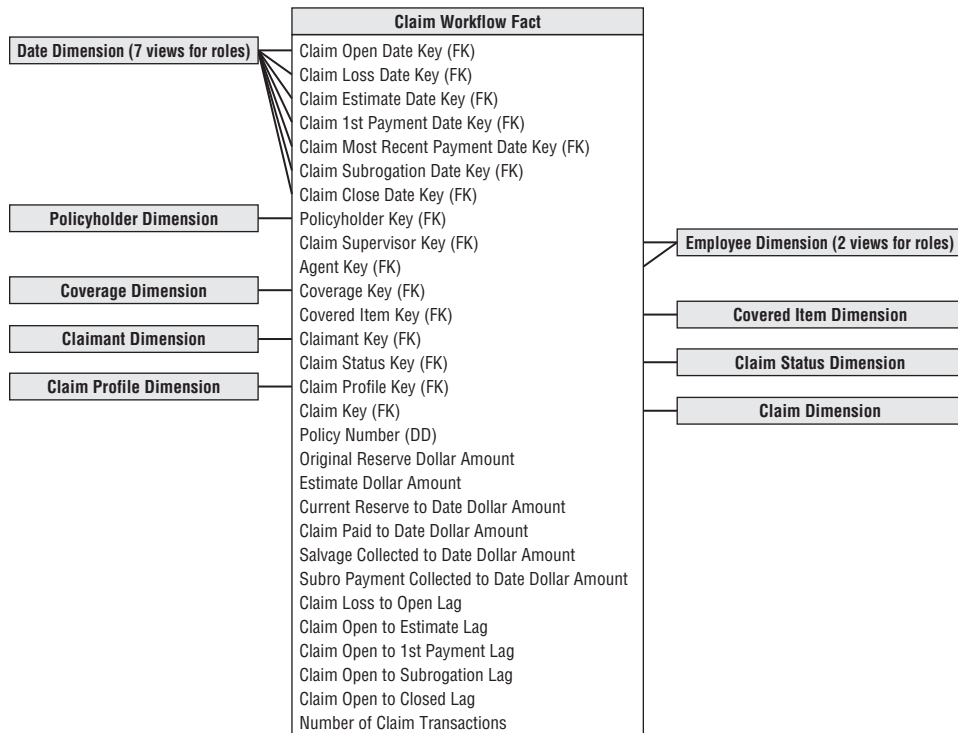 Claim Workflow Fact
Date Dimension (7 views for roles)
Claim Open Date Key (FK)
Claim Loss Date Key (FK)
Claim Estimate Date Key (FK)
Claim 1st Payment Date Key (FK)
Claim Most Recent Payment Date Key (FK)
Claim Subrogation Date Key (FK)
Claim Close Date Key (FK)
Policyholder Dimension
Policyholder Key (FK)
Claim Supervisor Key (FK)
Employee Dimension (2 views for roles)
Agent Key (FK)
Coverage Dimension
Coverage Key (FK)
Covered Item Key (FK)
Covered Item Dimension
Claimant Dimension
Claimant Key (FK)
Claim Status Key (FK)
Claim Status Dimension
Claim Profile Dimension
Claim Profile Key (FK)
Claim Key (FK)
Claim Dimension
Policy Number (DD)
Original Reserve Dollar Amount
Estimate Dollar Amount
Current Reserve to Date Dollar Amount
Claim Paid to Date Dollar Amount
Salvage Collected to Date Dollar Amount
Subro Payment Collected to Date Dollar Amount
Claim Loss to Open Lag
Claim Open to Estimate Lag
Claim Open to 1st Payment Lag
Claim Open to Subrogation Lag
Claim Open to Closed Lag
Number of Claim Transactions